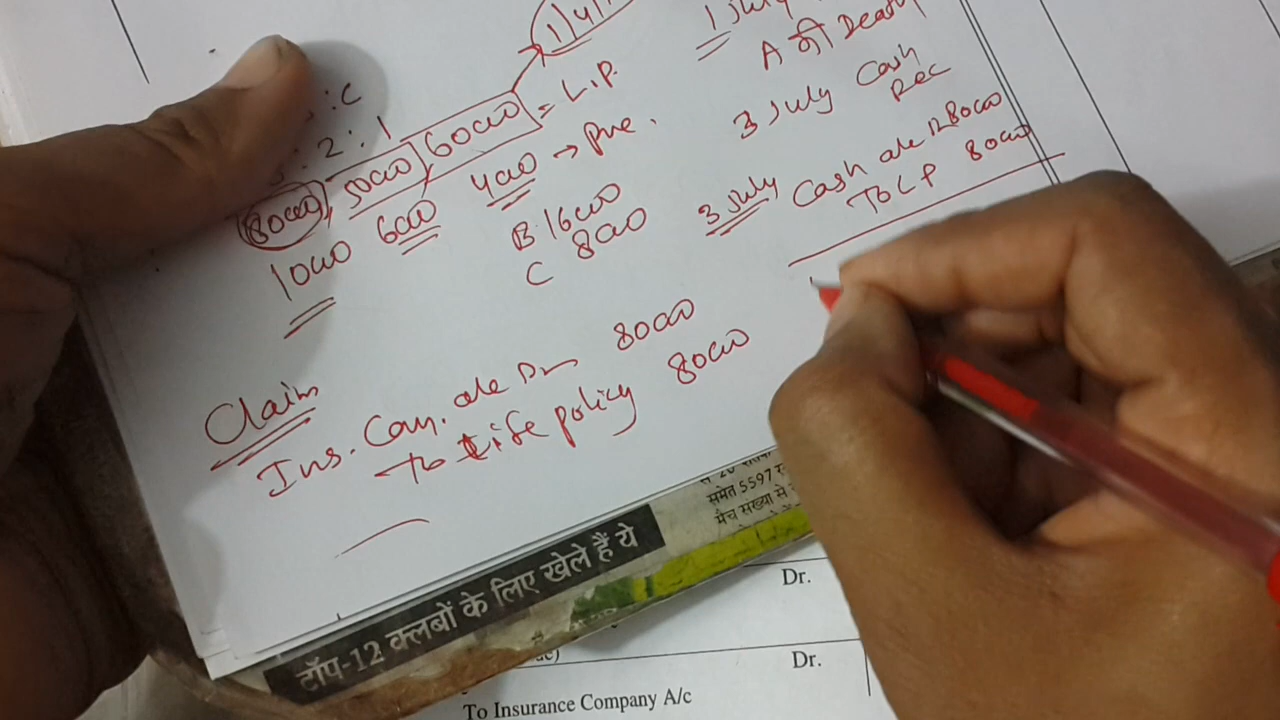 : C
: 2 : 1
8000, 5000, 6000 = L.P.
1000 600 400 → Pre.
B 1600
C 800
1 July
A की Death
3 July Cash
Rec
3 July Cash a/c Dr 8000
To L P 8000
Claim
Ins. Com. a/c Dr 8000
To Life policy 8000
समेत 5597
मैच संख्या से
टॉप-12 क्लबों के लिए खेले हैं ये
Dr.
Dr.
To Insurance Company A/c